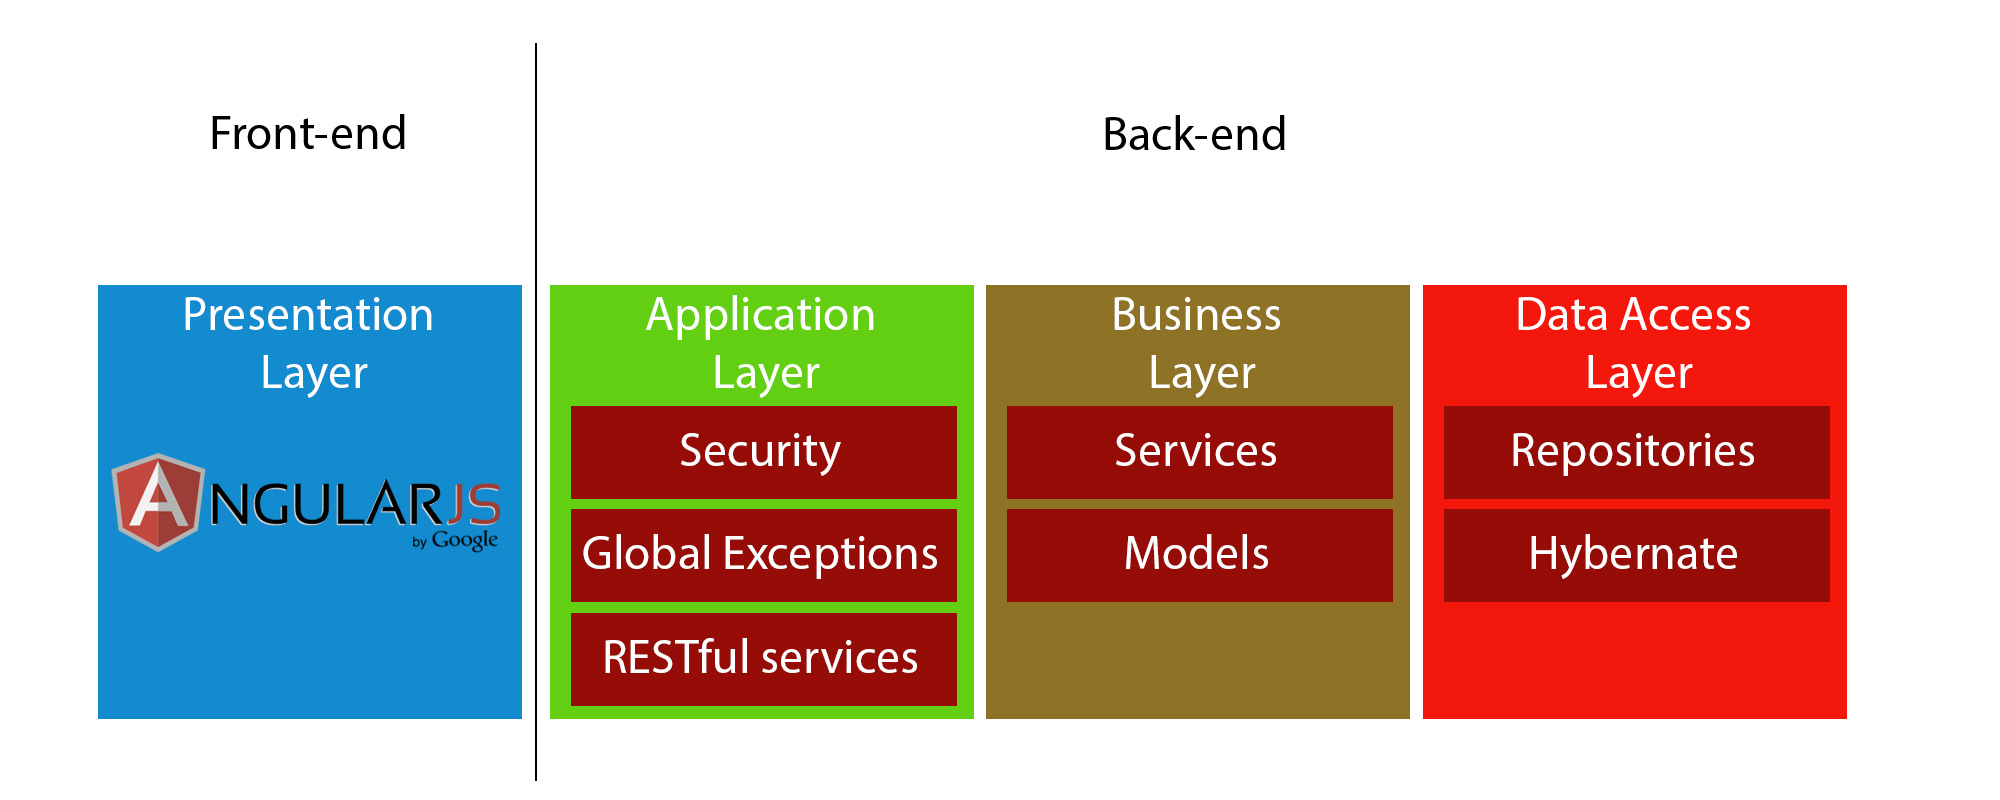 Front-end
Back-end
Presentation
Layer
ANGULARJS
by Google
Application
Layer
Security
Global Exceptions
RESTful services
Business
Layer
Services
Models
Data Access
Layer
Repositories
Hybernate